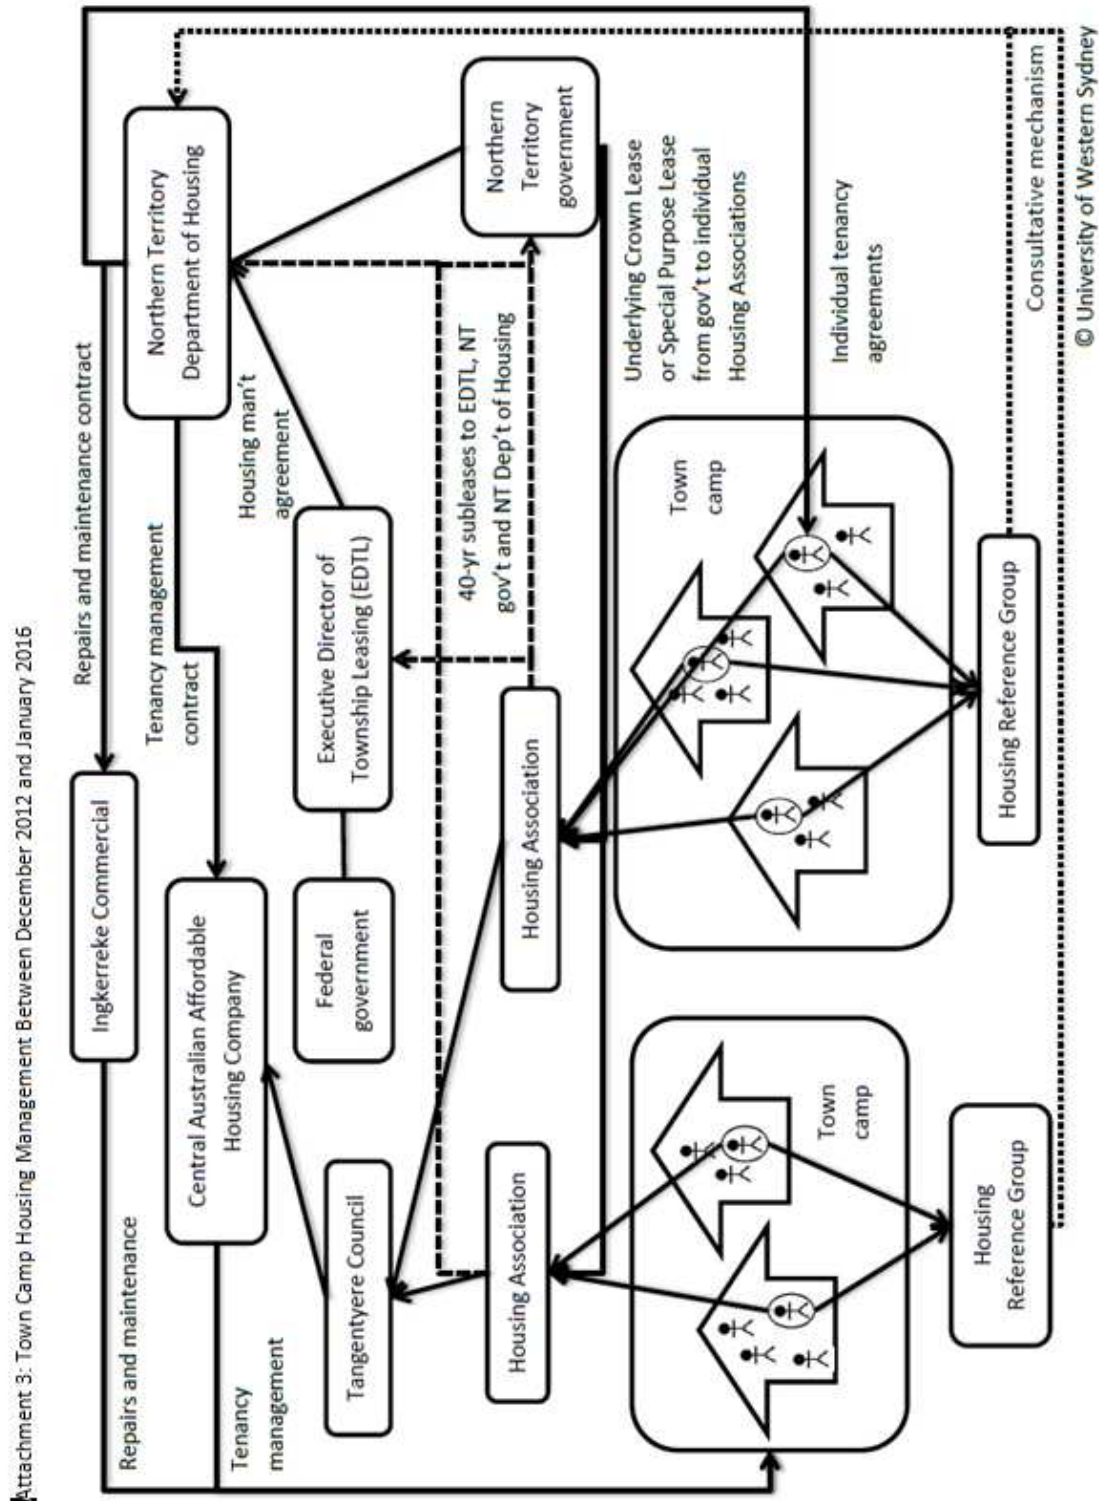 Attachment 3: Town Camp Housing Management Between December 2012 and January 2016
Repairs and maintenance contract
Ingkerreke Commercial
Repairs and maintenance
Tenancy management
contract
Northern Territory
Department of Housing
Central Australian Affordable
Housing Company
Tenancy
management
Housing man't
agreement
Tangentyere Council
Federal
government
Executive Director of
Township Leasing (EDTL)
40-yr subleases to EDTL, NT
gov't and NT Dep't of Housing
Northern
Territory
government
Housing Association
Housing Association
Underlying Crown Lease
or Special Purpose Lease
from gov't to individual
Housing Associations
Town
camp
Town
camp
Individual tenancy
agreements
Housing
Reference Group
Housing Reference Group
Consultative mechanism
© University of Western Sydney